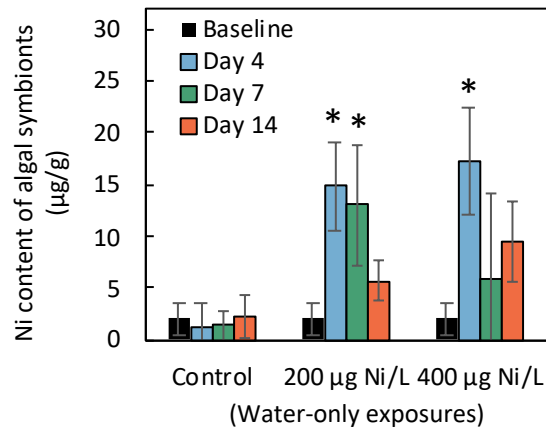 Ni content of algal symbionts
(µg/g)
30
25
20
15
10
5
0
Baseline
Day 4
Day 7
Day 14
* *
*
Control
200 µg Ni/L
400 µg Ni/L
(Water-only exposures)